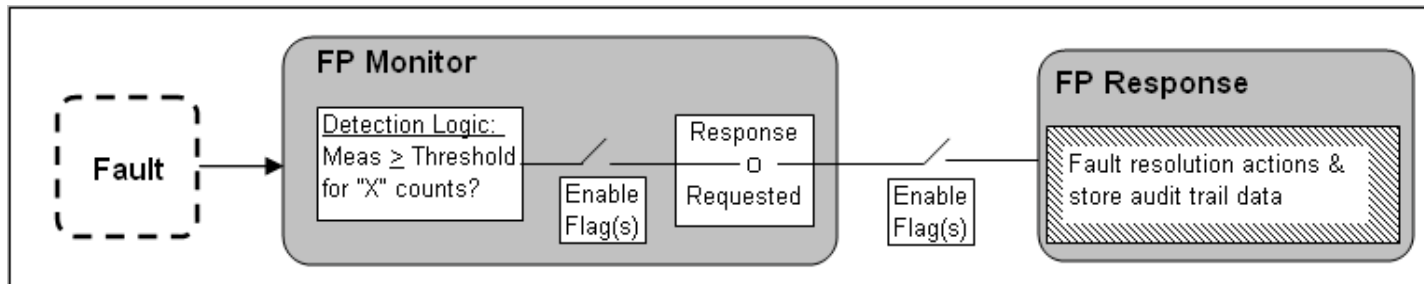 Fault
FP Monitor
Detection Logic:
Meas ≥ Threshold
for "X" counts?
Enable
Flag(s)
Response
Requested
Enable
Flag(s)
FP Response
Fault resolution actions &
store audit trail data